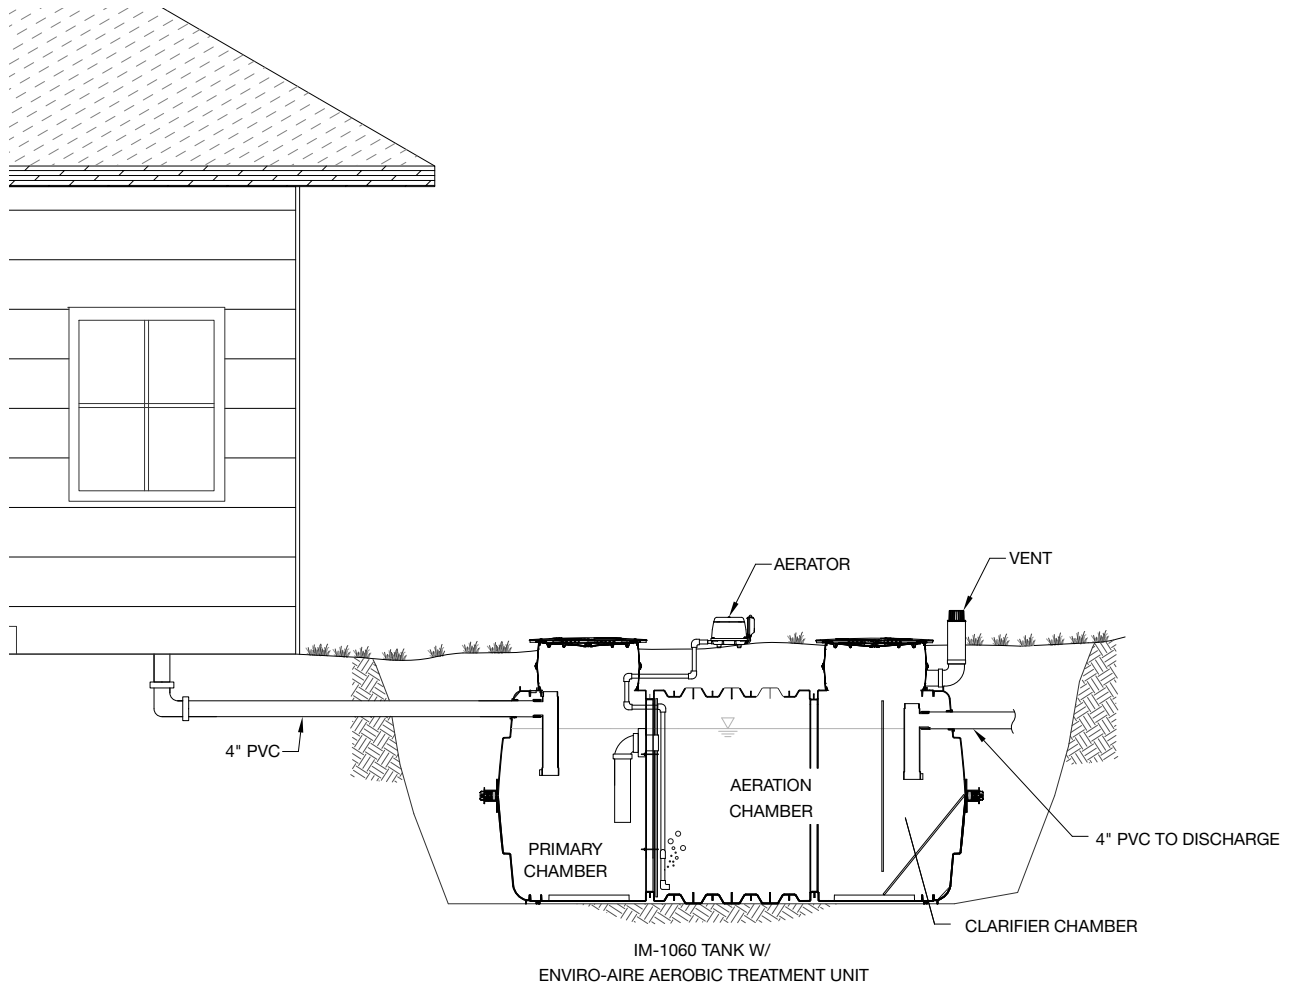 AERATOR
VENT
4" PVC
AERATION
CHAMBER
PRIMARY
CHAMBER
4" PVC TO DISCHARGE
CLARIFIER CHAMBER
IM-1060 TANK W/
ENVIRO-AIRE AEROBIC TREATMENT UNIT